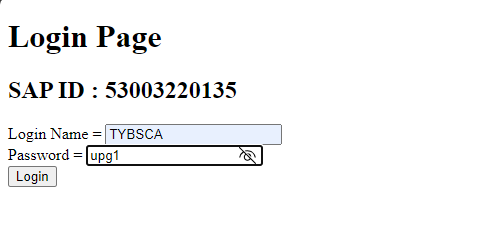 Login Page
SAP ID : 53003220135
Login Name = TYBSCA
Password = upg1
Login